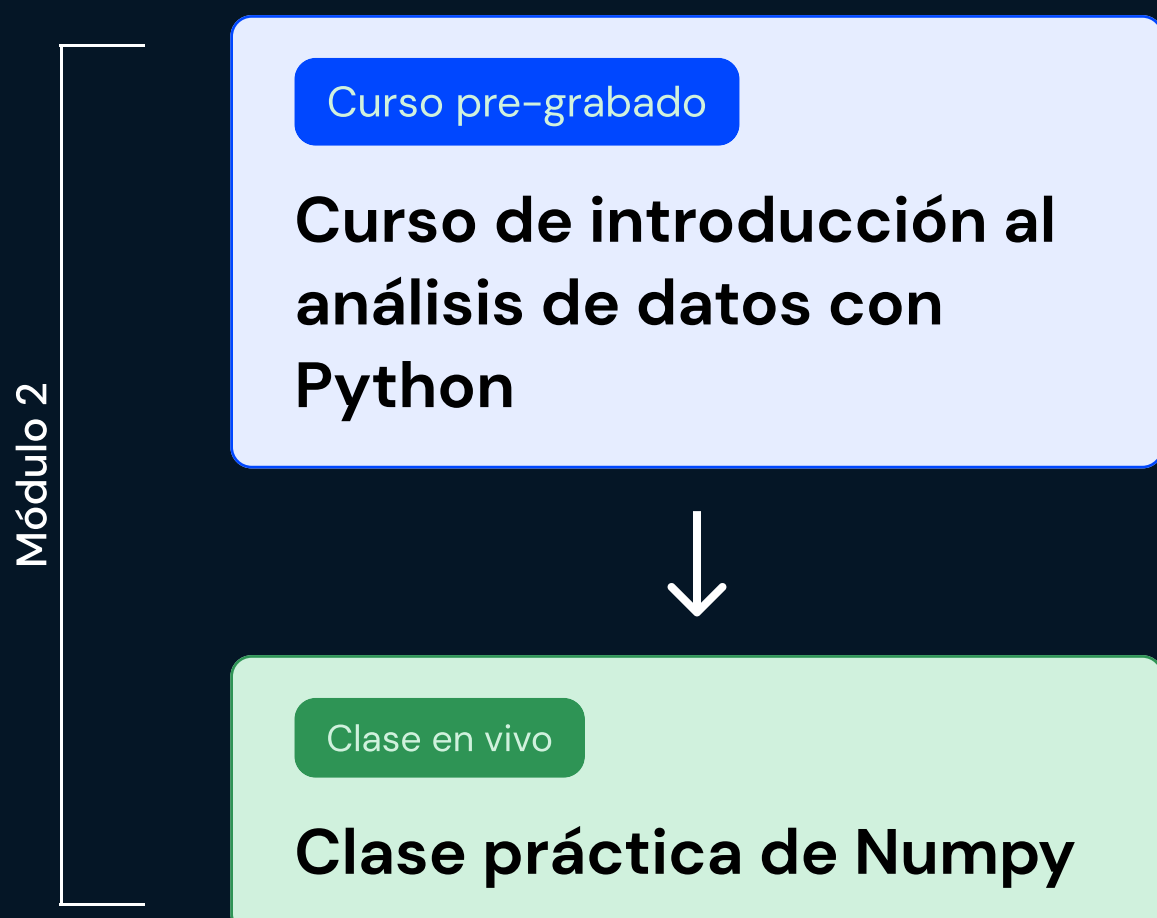 Módulo 2
Curso pre-grabado
Curso de introducción al
análisis de datos con
Python
Clase en vivo
Clase práctica de Numpy